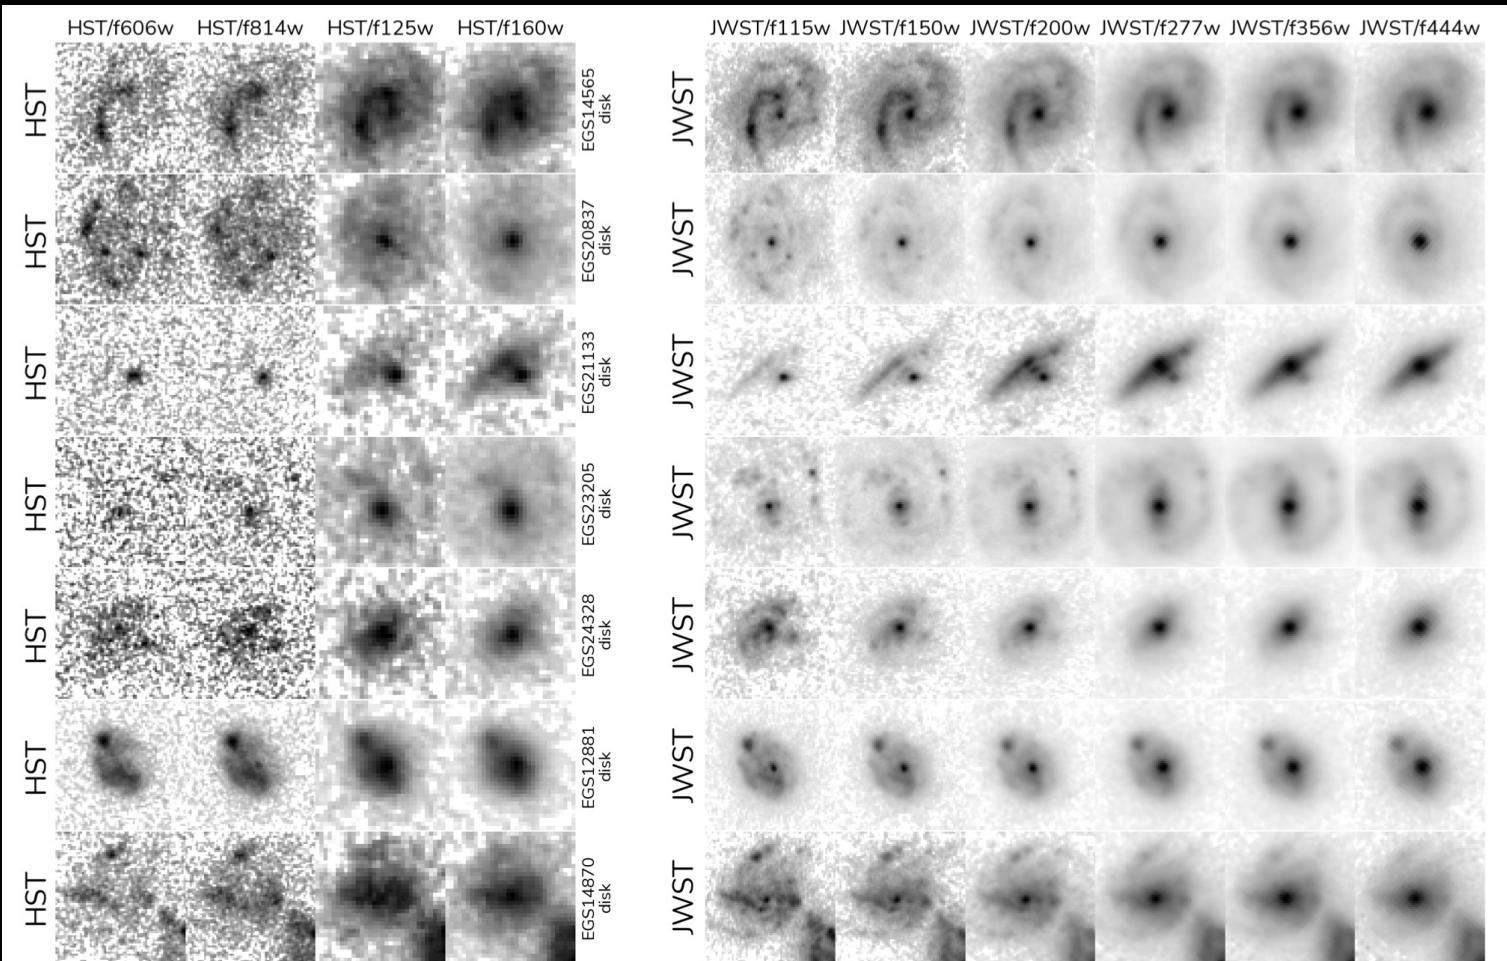 HST/f606w HST/f814w HST/f125w HST/f160w JWST/f115w JWST/f150w JWST/f200w JWST/f277w JWST/f356w JWST/f444w
HST
EGS14565
disk
JWST
HST
EGS20837
disk
JWST
HST
EGS21133
disk
JWST
HST
EGS23205
disk
JWST
HST
EGS24328
disk
JWST
HST
EGS12881
disk
JWST
HST
EGS14870
disk
JWST